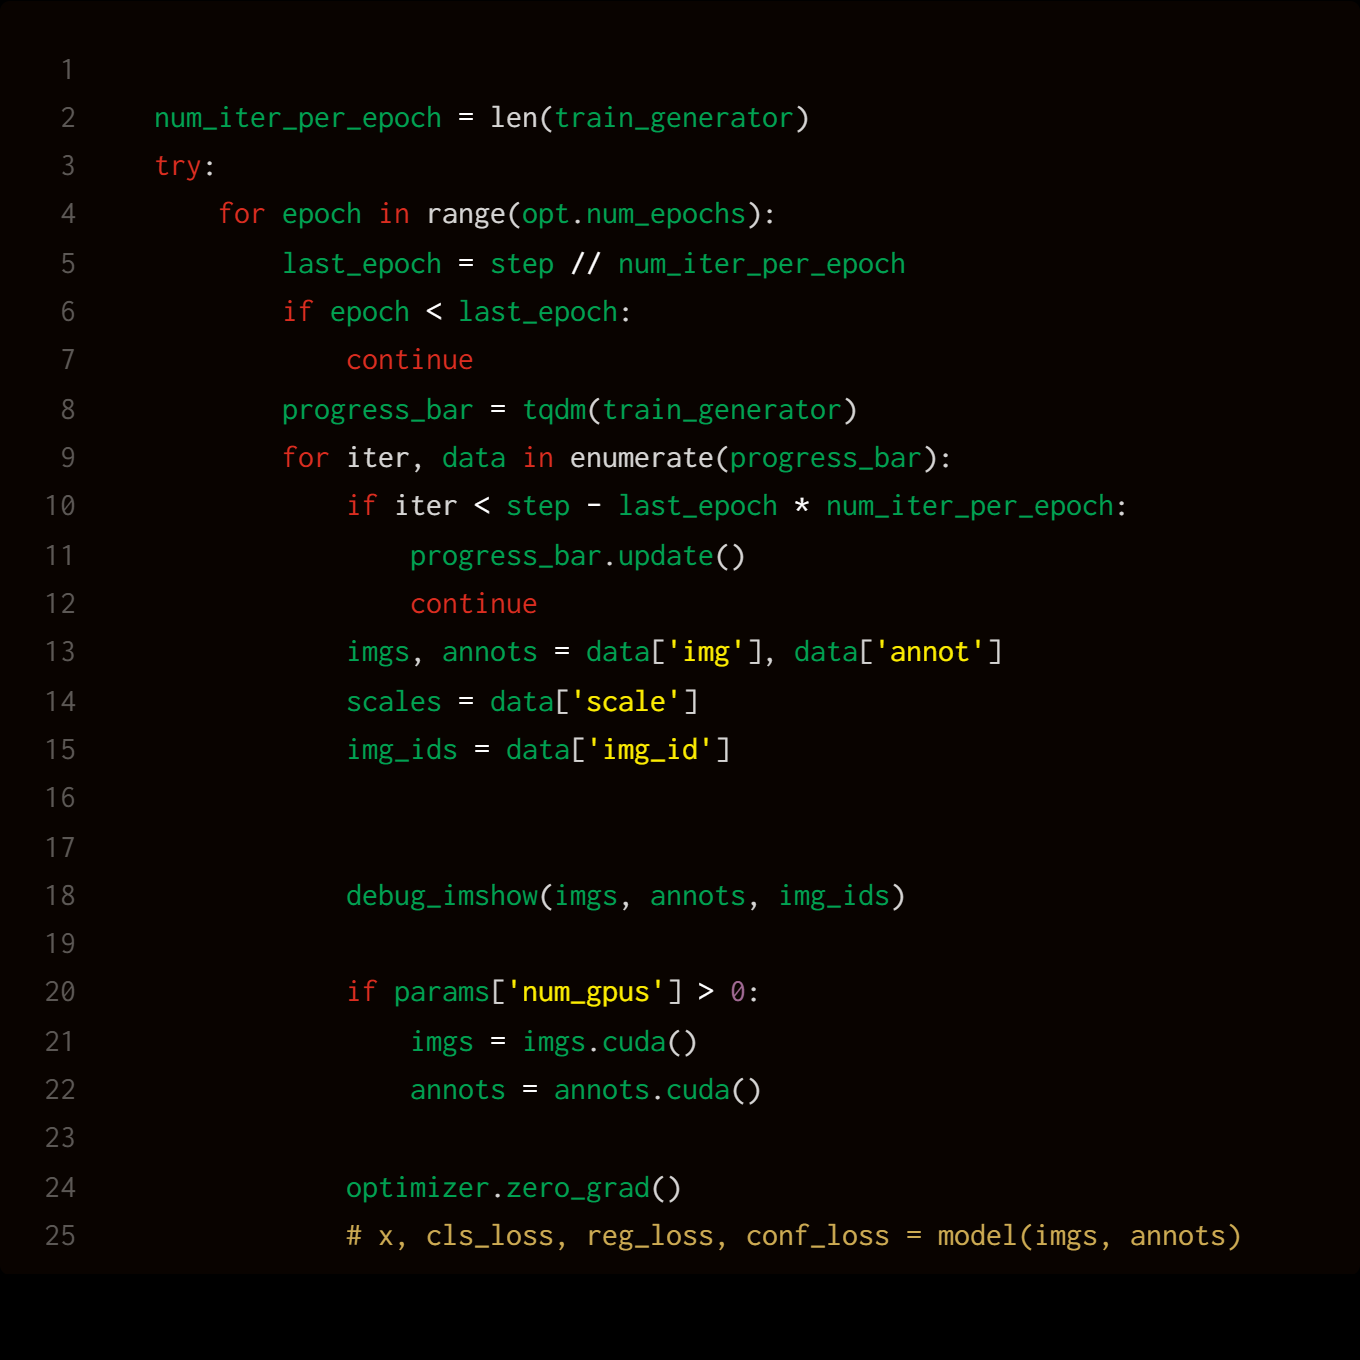 1
2     num_iter_per_epoch = len(train_generator)
3     try:
4         for epoch in range(opt.num_epochs):
5             last_epoch = step // num_iter_per_epoch
6             if epoch < last_epoch:
7                 continue
8             progress_bar = tqdm(train_generator)
9             for iter, data in enumerate(progress_bar):
10                 if iter < step - last_epoch * num_iter_per_epoch:
11                     progress_bar.update()
12                     continue
13                 imgs, annots = data['img'], data['annot']
14                 scales = data['scale']
15                 img_ids = data['img_id']
16
17
18                 debug_imshow(imgs, annots, img_ids)
19
20                 if params['num_gpus'] > 0:
21                     imgs = imgs.cuda()
22                     annots = annots.cuda()
23
24                 optimizer.zero_grad()
25                 # x, cls_loss, reg_loss, conf_loss = model(imgs, annots)